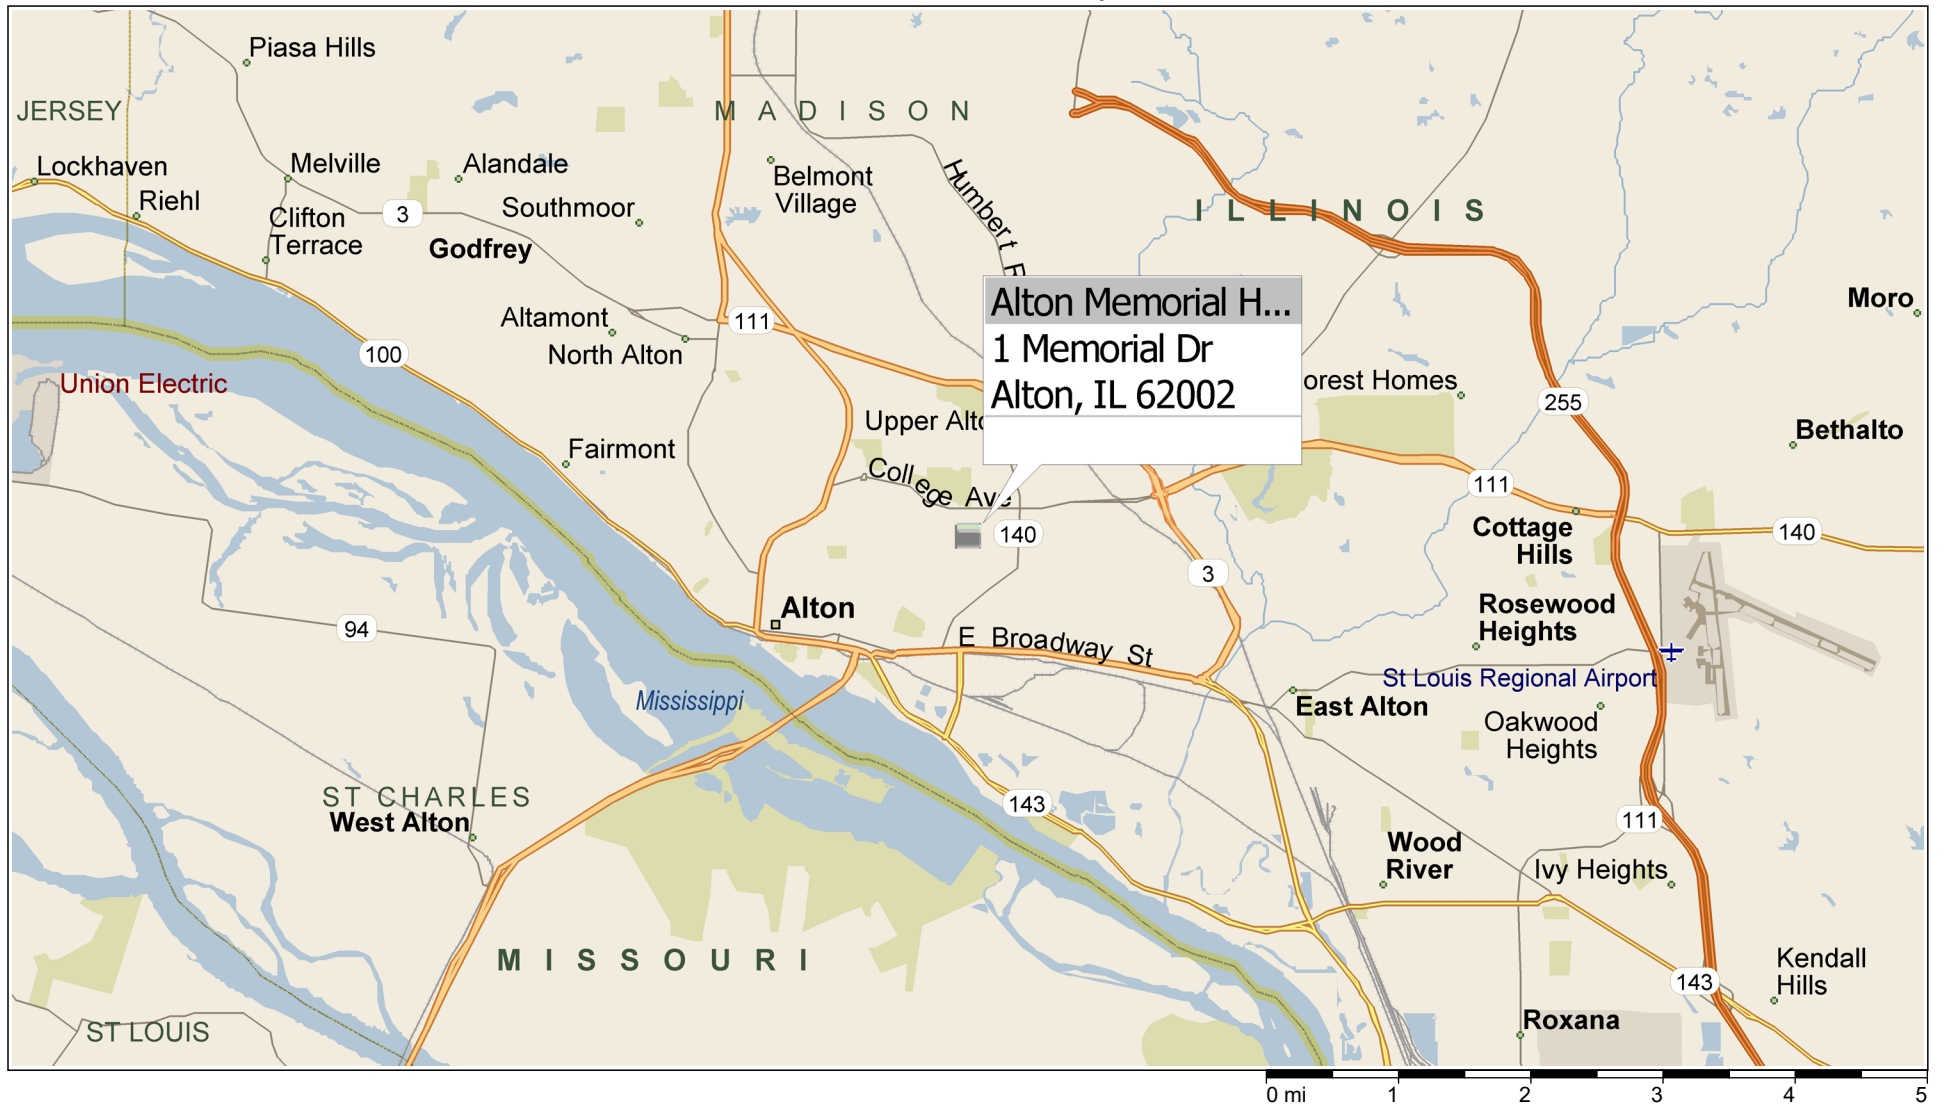 Piasa Hills
JERSEY
MADISON
Lockhaven
Melville
Alandale
Riehl
Belmont
Village
Humbert
Clifton
Terrace
3
Southmoor
ILLINOIS
Godfrey
Alton Memorial H...
1 Memorial Dr
Alton, IL 62002
Moro
Altamont
111
North Alton
100
Union Electric
orest Homes
255
Upper Alto
Bethalto
Fairmont
College Ave
111
Cottage
Hills
140
140
3
Alton
Rosewood
Heights
94
E Broadway St
St Louis Regional Airport
Mississippi
East Alton
Oakwood
Heights
ST CHARLES
West Alton
143
111
Wood
River
Ivy Heights
MISSOURI
Kendall
Hills
143
ST LOUIS
Roxana
0 mi 1 2 3 4 5